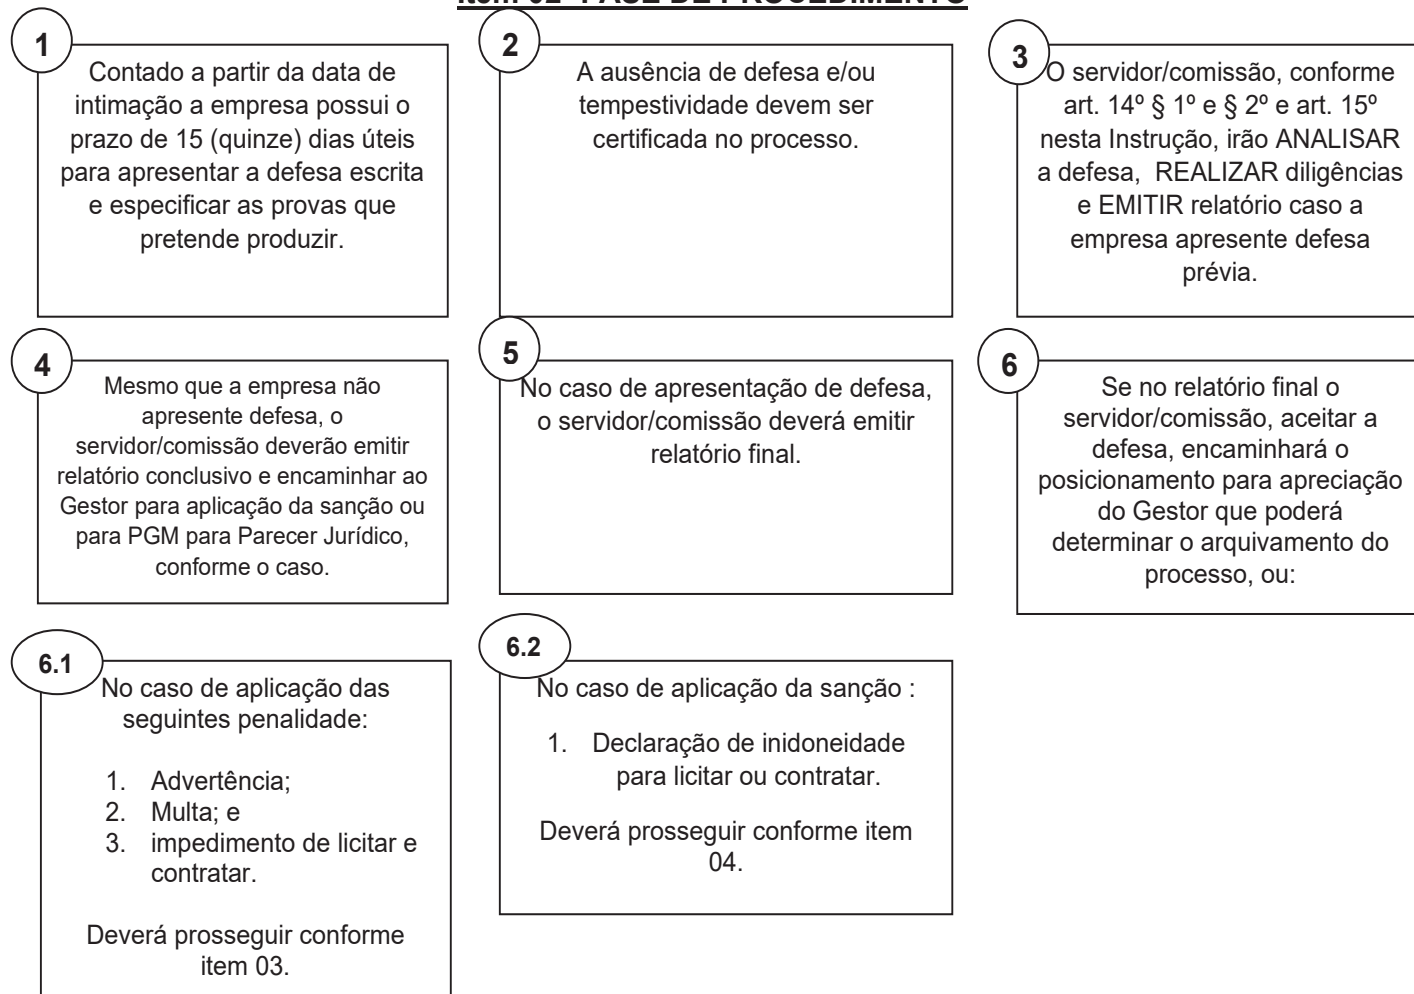 Item 02- FASE DE PROCEDIMENTO
1
Contado a partir da data de
intimação a empresa possui o
prazo de 15 (quinze) dias úteis
para apresentar a defesa escrita
e especificar as provas que
pretende produzir.
2
A ausência de defesa e/ou
tempestividade devem ser
certificada no processo.
3
O servidor/comissão, conforme
art. 14º § 1º e § 2º e art. 15º
nesta Instrução, irão ANALISAR
a defesa, REALIZAR diligências
e EMITIR relatório caso a
empresa apresente defesa
prévia.
4
Mesmo que a empresa não
apresente defesa, o
servidor/comissão deverão emitir
relatório conclusivo e encaminhar ao
Gestor para aplicação da sanção ou
para PGM para Parecer Jurídico,
conforme o caso.
5
No caso de apresentação de defesa,
o servidor/comissão deverá emitir
relatório final.
6
Se no relatório final o
servidor/comissão, aceitar a
defesa, encaminhará o
posicionamento para apreciação
do Gestor que poderá
determinar o arquivamento do
processo, ou:
6.1
No caso de aplicação das
seguintes penalidade:
1. Advertência;
2. Multa; e
3. impedimento de licitar e
contratar.
Deverá prosseguir conforme
item 03.
6.2
No caso de aplicação da sanção :
1. Declaração de inidoneidade
para licitar ou contratar.
Deverá prosseguir conforme item
04.